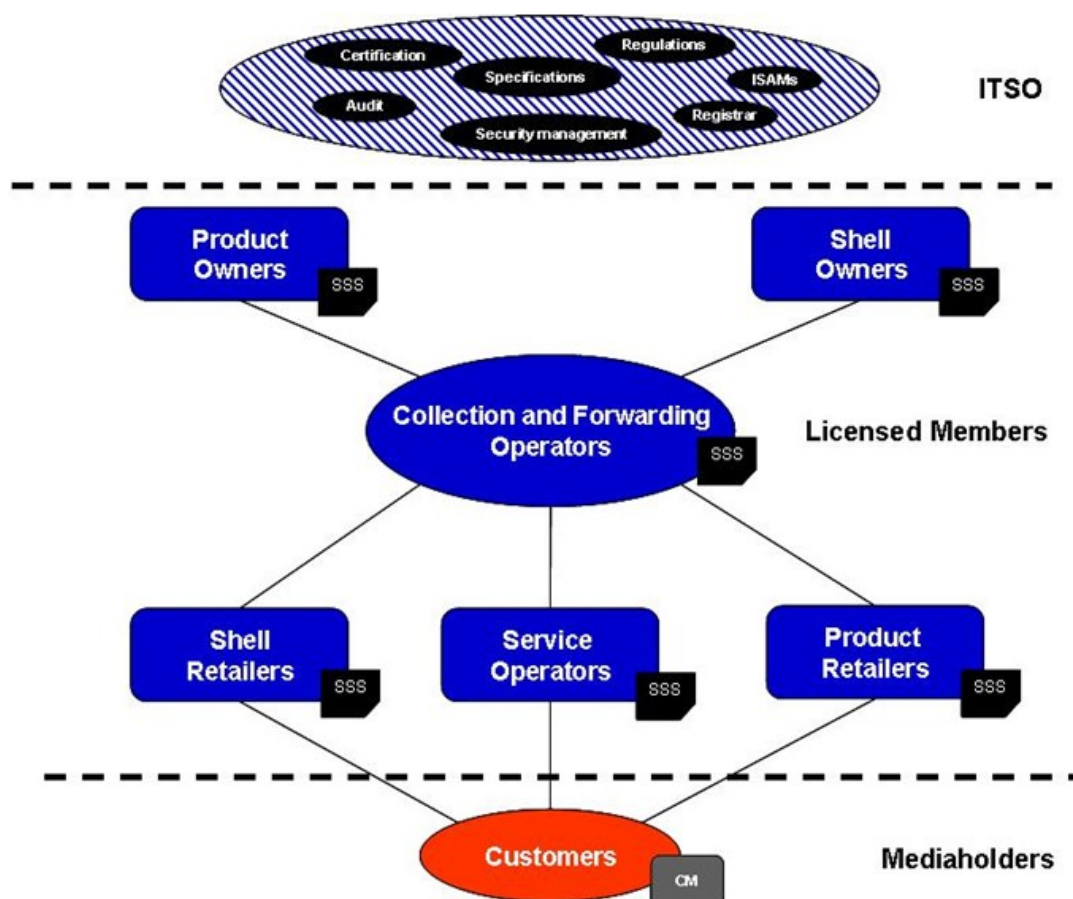 Certification
Regulations
Specifications
ISAMs
Audit
Registrar
Security management
ITSO
Product
Owners
SSS
Shell
Owners
SSS
Collection and Forwarding
Operators
SSS
Licensed Members
Shell
Retailers
SSS
Service
Operators
SSS
Product
Retailers
SSS
Customers
CM
Mediaholders